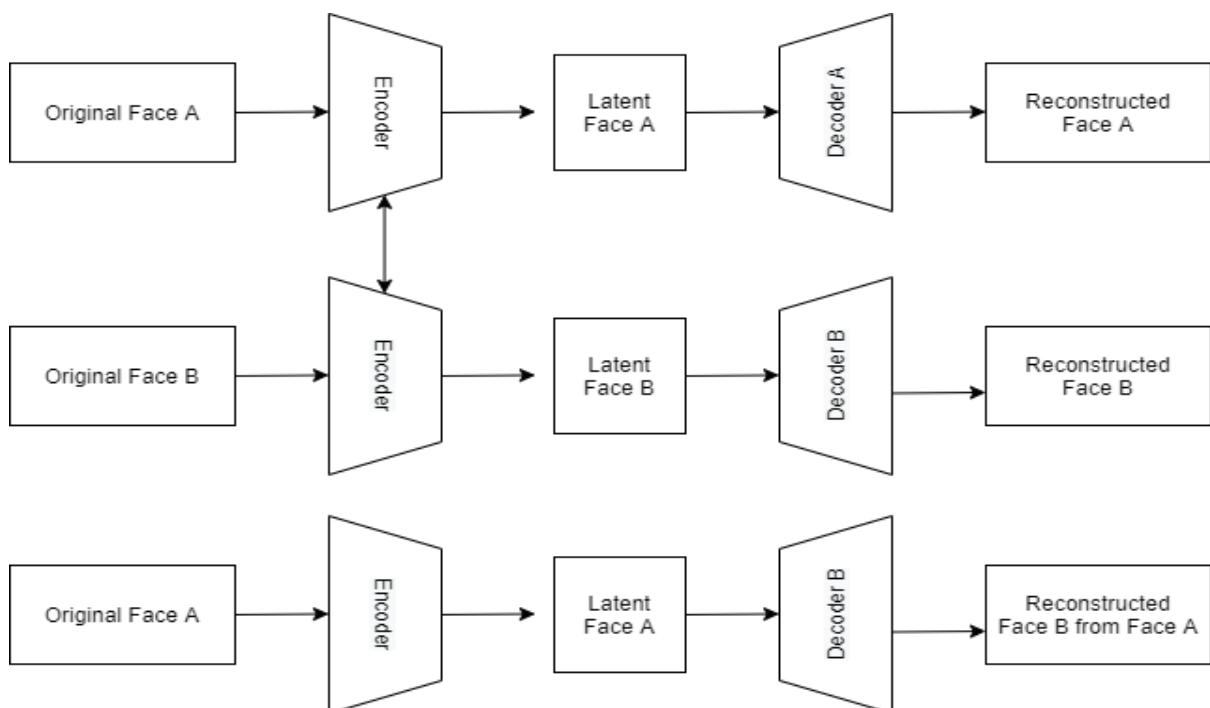 Original Face A
Encoder
Latent
Face A
Decoder A
Reconstructed
Face A
Original Face B
Encoder
Latent
Face B
Decoder B
Reconstructed
Face B
Original Face A
Encoder
Latent
Face A
Decoder B
Reconstructed
Face B from Face A